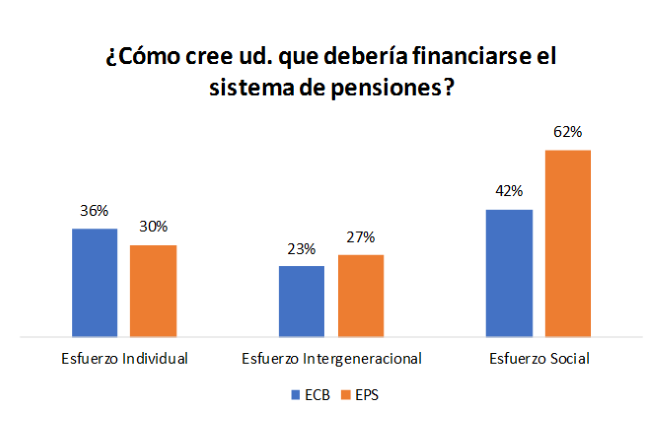 ¿Cómo cree ud. que debería financiarse el
sistema de pensiones?
62%
42%
36%
30%
27%
23%
Esfuerzo Individual
Esfuerzo Intergeneracional
Esfuerzo Social
ECB
EPS